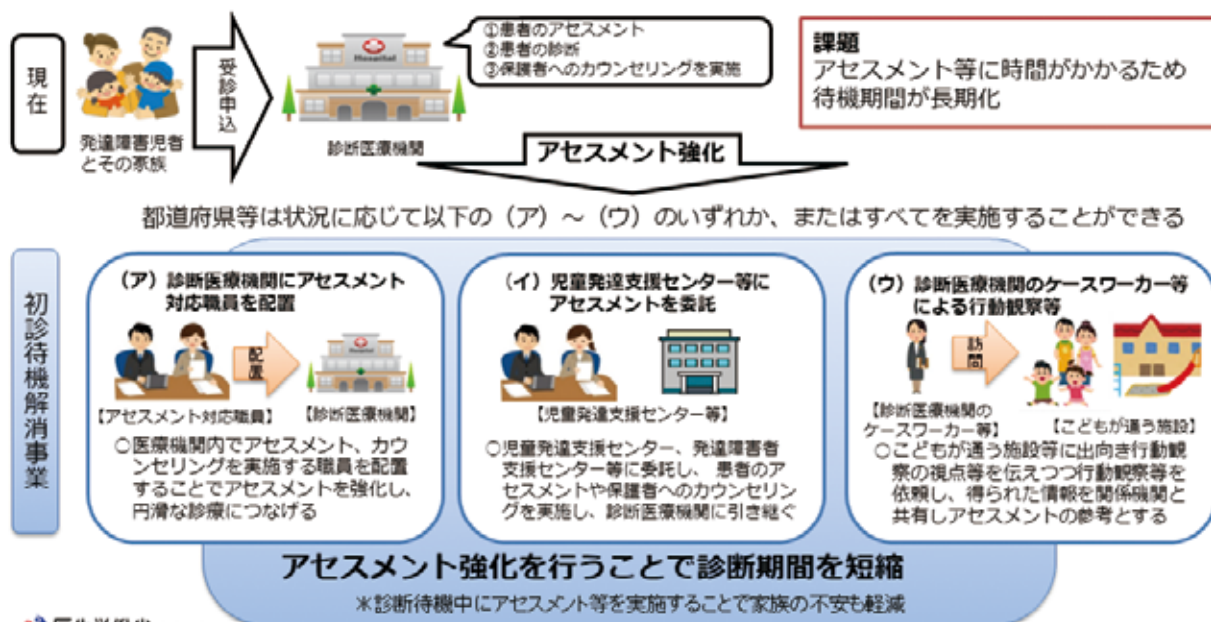 現在
発達障害児者
とその家族
受診申込
Hospital
診断医療機関
①患者のアセスメント
②患者の診断
③保護者へのカウンセリングを実施
課題
アセスメント等に時間がかかるため
待機期間が長期化
アセスメント強化
都道府県等は状況に応じて以下の（ア）～（ウ）のいずれか、またはすべてを実施することができる
初診待機解消事業
（ア）診断医療機関にアセスメント
対応職員を配置
配置
【アセスメント対応職員】
【診断医療機関】
○医療機関内でアセスメント、カウ
ンセリングを実施する職員を配置
することでアセスメントを強化し、
円滑な診療につなげる
（イ）児童発達支援センター等に
アセスメントを委託
【児童発達支援センター等】
○児童発達支援センター、発達障害者
支援センター等に委託し、患者のア
セスメントや保護者へのカウンセリン
グを実施し、診断医療機関に引き継ぐ
（ウ）診断医療機関のケースワーカー等
による行動観察等
訪問
【診断医療機関の
ケースワーカー等】
【こどもが通う施設】
○こどもが通う施設等に出向き行動観
察の視点等を伝えつつ行動観察等を
依頼し、得られた情報を関係機関と
共有しアセスメントの参考とする
アセスメント強化を行うことで診断期間を短縮
＊診断待機中にアセスメント等を実施することで家族の不安も軽減